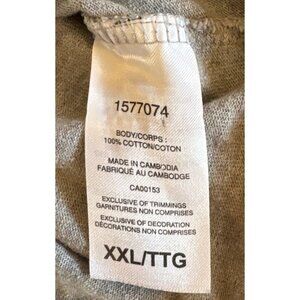 1577074
BODY/CORPS :
100% COTTON/COTON
MADE IN CAMBODIA
FABRIQUÉ AU CAMBODGE
CA00153
EXCLUSIVE OF TRIMMINGS
GARNITURES NON COMPRISES
EXCLUSIVE OF DECORATION
DÉCORATIONS NON COMPRISES
XXL/TTG